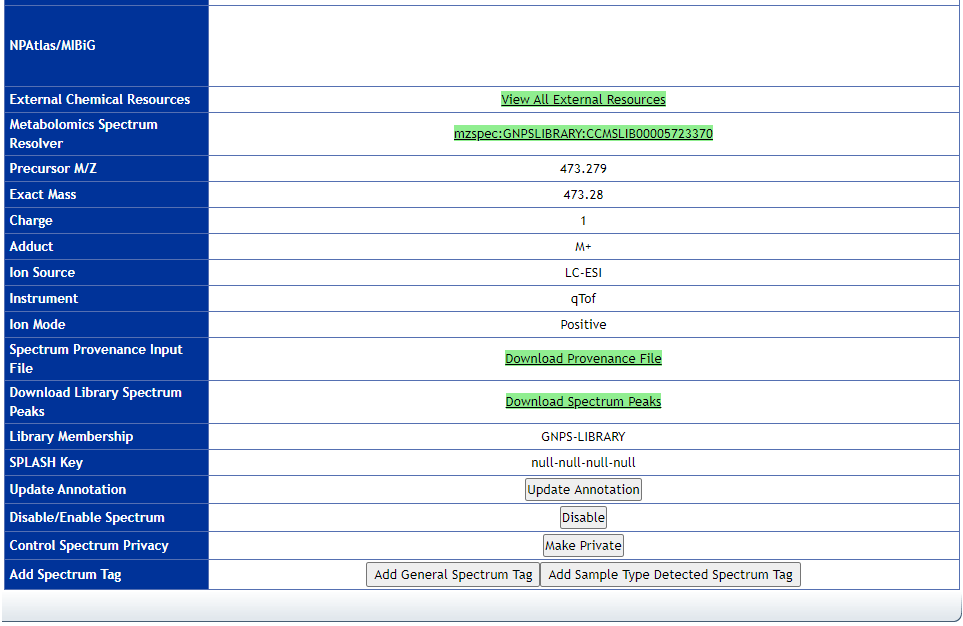 NPAtlas/MIBiG
External Chemical Resources View All External Resources
Metabolomics Spectrum
Resolver
mzspec:GNPSLIBRARY:CCMSLIB00005723370
Precursor M/Z 473.279
Exact Mass 473.28
Charge 1
Adduct M+
Ion Source LC-ESI
Instrument qTof
Ion Mode Positive
Spectrum Provenance Input
File
Download Provenance File
Download Library Spectrum
Peaks
Download Spectrum Peaks
Library Membership GNPS-LIBRARY
SPLASH Key null-null-null-null
Update Annotation Update Annotation
Disable/Enable Spectrum Disable
Control Spectrum Privacy Make Private
Add Spectrum Tag Add General Spectrum Tag Add Sample Type Detected Spectrum Tag